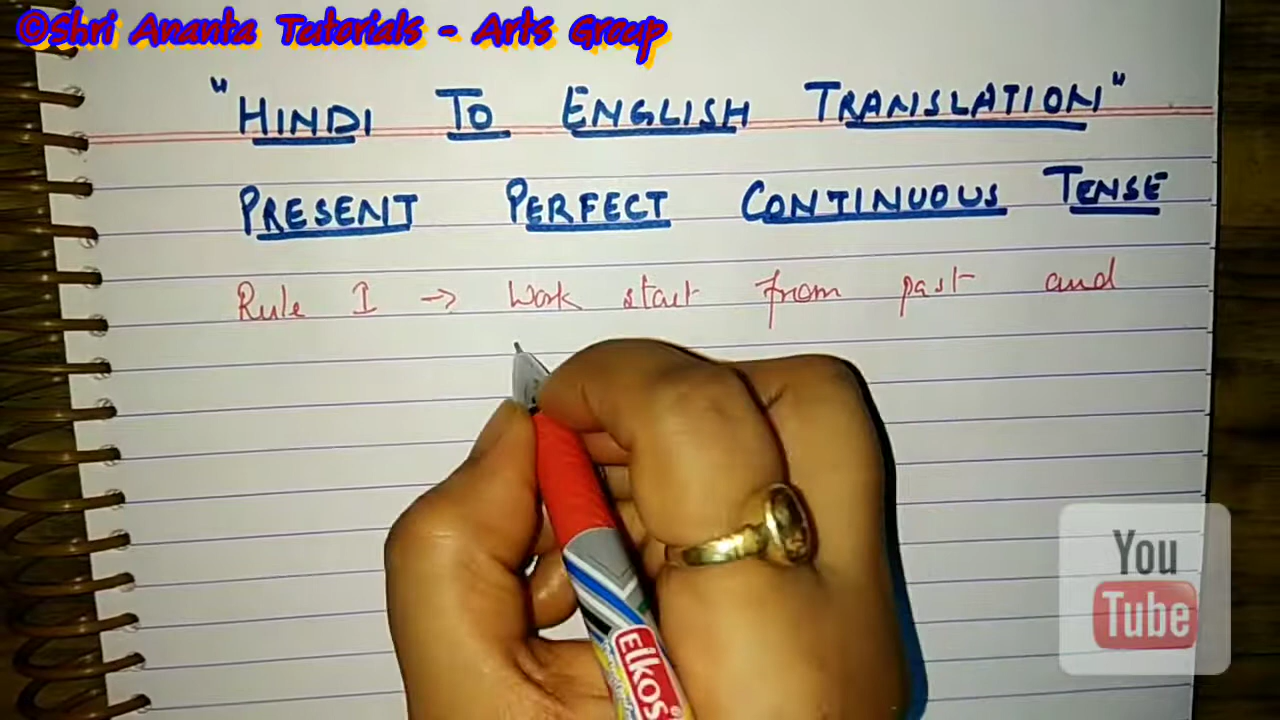 ©Shri Ananta Tutorials - Arts Group
"HINDI TO ENGLISH TRANSLATION"
PRESENT PERFECT CONTINUOUS TENSE
Rule I → Work start from past and
You
Tube
Elkos